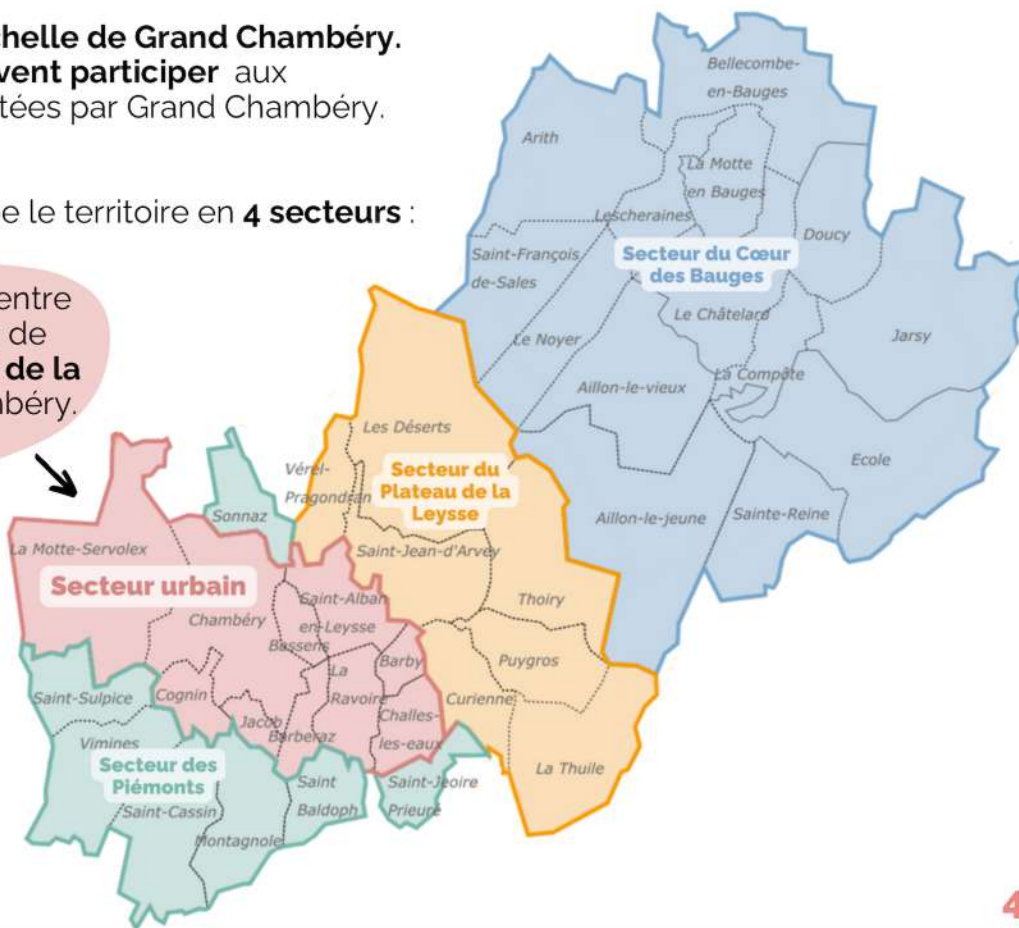 chelle de Grand Chambéry.
vent participer aux
tées par Grand Chambéry.
e le territoire en 4 secteurs :
entre
de
de la
nbéry.
Bellecombe-
en-Bauges
Arith
La Motte
en Bauges
Lescheraines
Doucy
Saint-François
de-Sales
Secteur du Cœur
des Bauges
Le Châtelard
Le Noyer
Jarsy
La Compôte
Aillon-le-vieux
Les Déserts
Ecole
Vérel-
Pragondran
Secteur du
Plateau de la
Leysse
Sonnaz
Aillon-le-jeune
Sainte-Reine
La Motte-Servolex
Saint-Jean-d'Arvey
Secteur urbain
Saint-Alban
en-Leysse
Thoiry
Chambéry
Bassens
Barby
La
Ravoire
Puygros
Saint-Sulpice
Cognin
Curienne
Jacob
Barberaz
Challes-
les-eaux
Vimines
Secteur des
Piémonts
La Thuile
Saint
Baldoph
Saint-Jeoire
Prieuré
Saint-Cassin
Montagnole
4